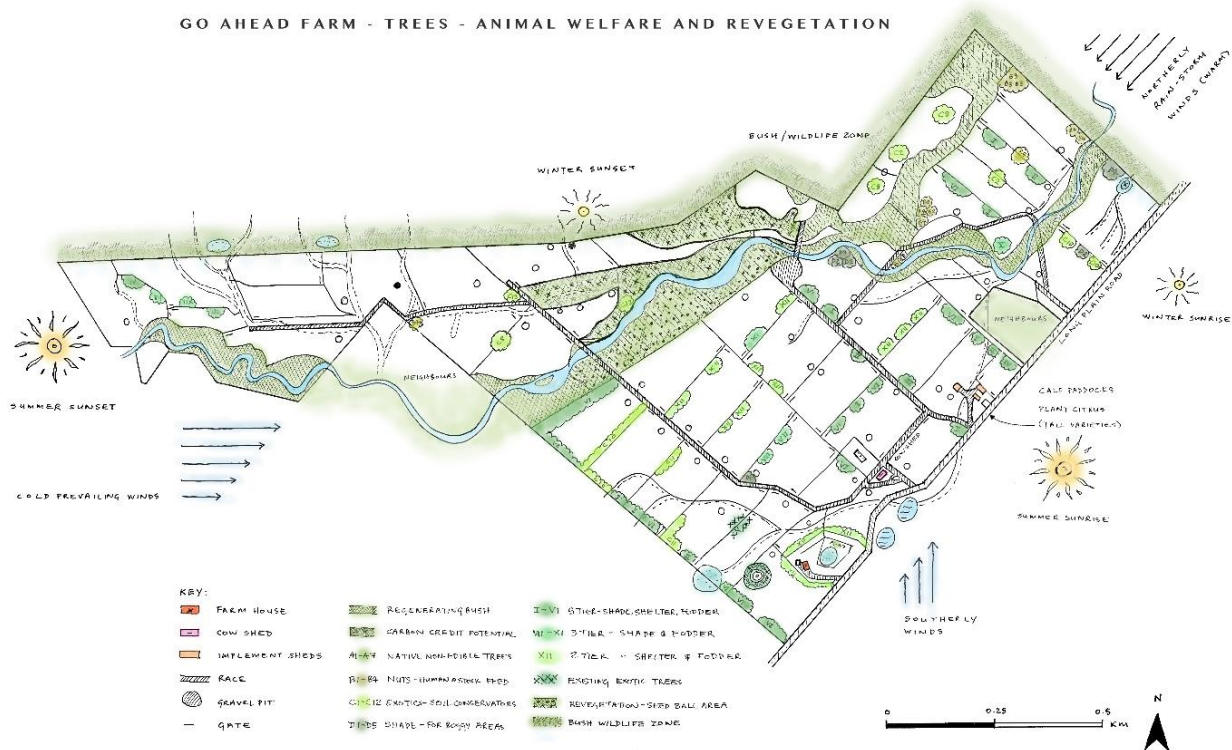 GO AHEAD FARM - TREES - ANIMAL WELFARE AND REVEGETATION
NORTHERLY
RAIN-STORM
WINDS (WARM)
BUSH/WILDLIFE ZONE
WINTER SUNSET
WINTER SUNRISE
LONG PLAIN ROAD
NEIGHBOURS
NEIGHBOURS
SUMMER SUNSET
CALF PADDOCKS
PLANT CITRUS
(TALL VARIETIES)
COLD PREVAILING WINDS
SUMMER SUNRISE
SOUTHERLY
WINDS
KEY:
FARM HOUSE
COW SHED
IMPLEMENT SHEDS
RACE
GRAVEL PIT
GATE
REGENERATING BUSH
CARBON CREDIT POTENTIAL
NATIVE NON-EDIBLE TREES
B1-B4 NUTS - HUMAN & STOCK FEED
C1-C12 EXOTICS - SOIL CONSERVATORS
D1-D5 SHADE - FOR BOGGY AREAS
I-VI 5 TIER - SHADE, SHELTER, FODDER
VII-XI 3 TIER - SHADE & FODDER
XII 2 TIER - SHELTER & FODDER
EXISTING EXOTIC TREES
REVEGETATION - SEED BALL AREA
BUSH WILDLIFE ZONE
0 0.25 0.5
KM
N